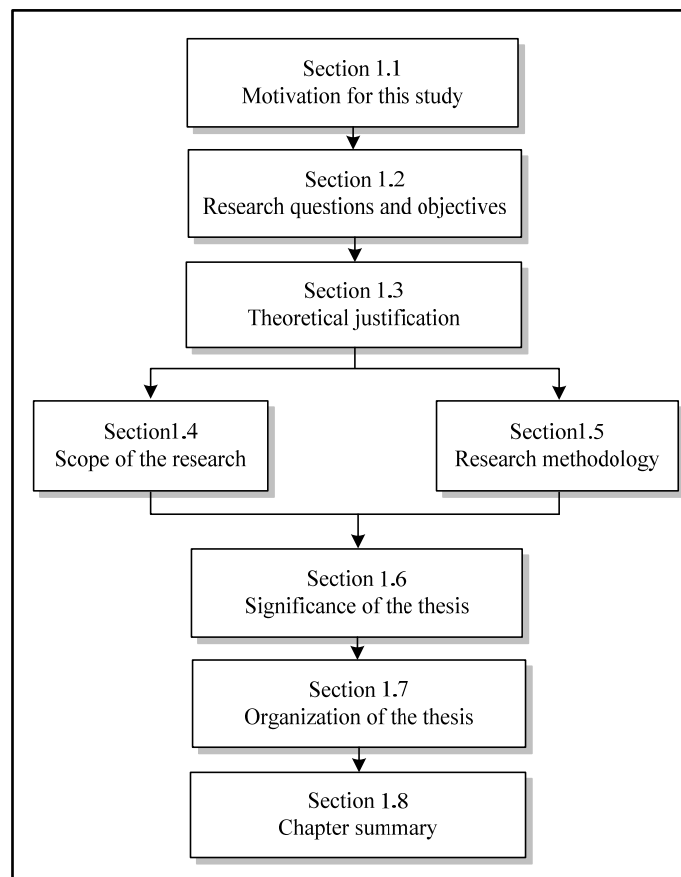 Section 1.1
Motivation for this study
Section 1.2
Research questions and objectives
Section 1.3
Theoretical justification
Section1.4
Scope of the research
Section1.5
Research methodology
Section 1.6
Significance of the thesis
Section 1.7
Organization of the thesis
Section 1.8
Chapter summary